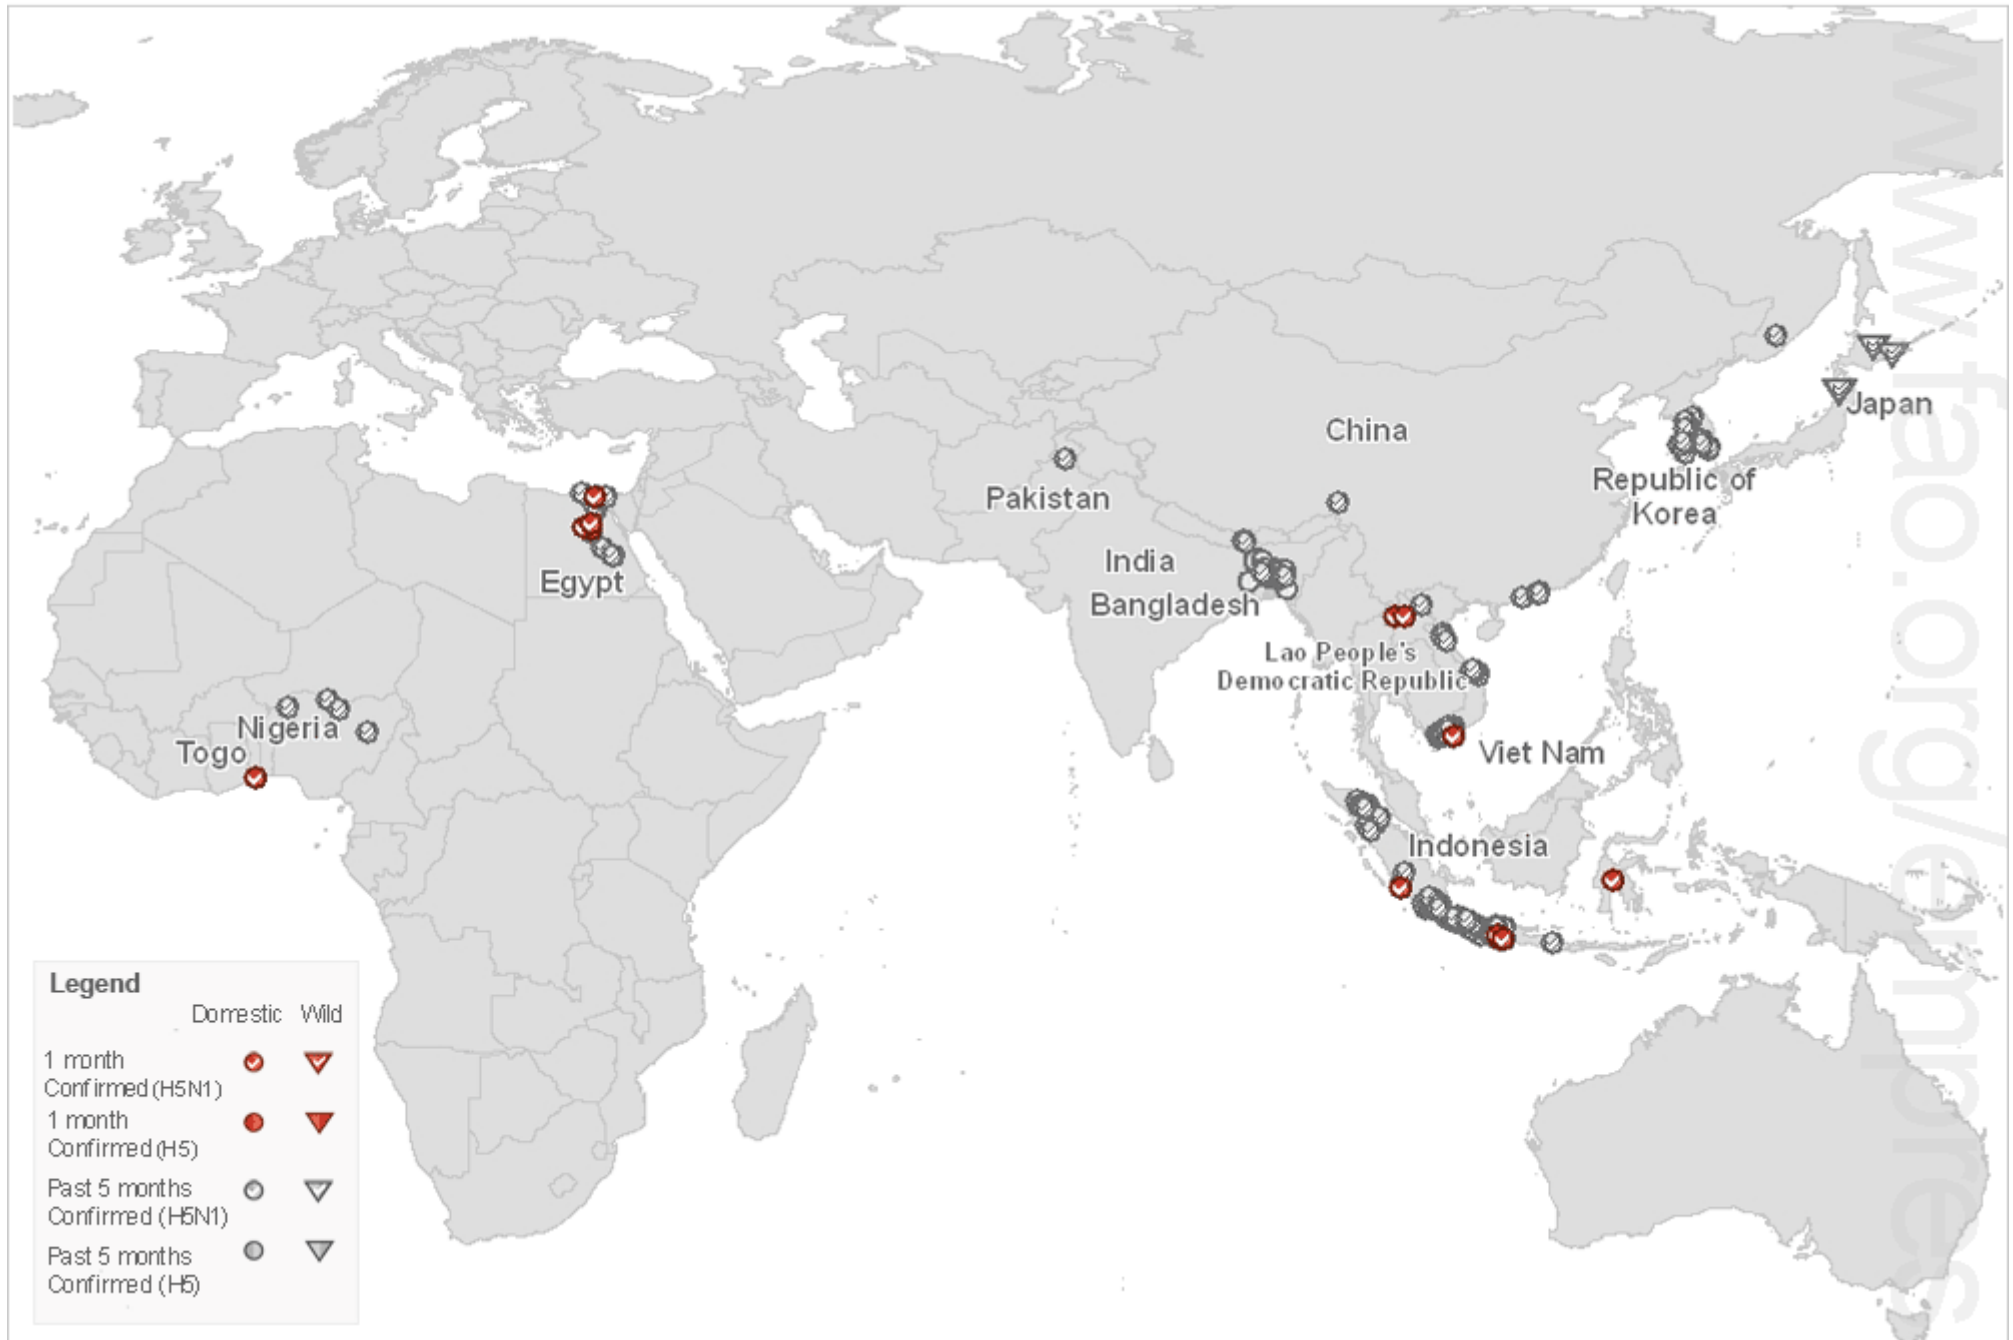 China
Japan
Republic of
Korea
Pakistan
India
Bangladesh
Egypt
Lao People's
Democratic Republic
Nigeria
Togo
Viet Nam
Indonesia
Legend
Domestic Wild
1 month
Confirmed (H5N1)
1 month
Confirmed (H5)
Past 5 months
Confirmed (H5N1)
Past 5 months
Confirmed (H5)
www.fao.org/empres